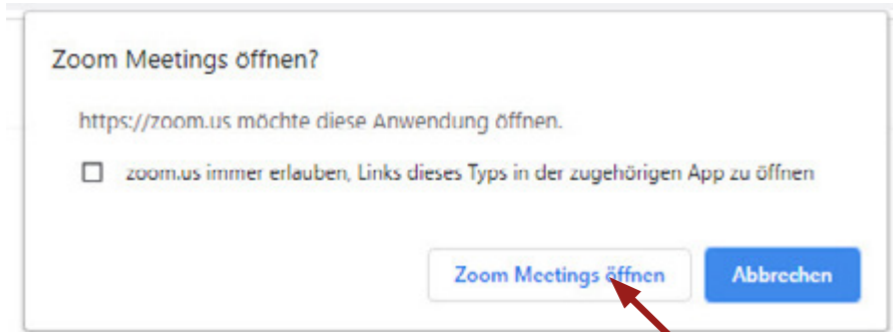 Zoom Meetings öffnen?
https://zoom.us möchte diese Anwendung öffnen.
zoom.us immer erlauben, Links dieses Typs in der zugehörigen App zu öffnen
Zoom Meetings öffnen Abbrechen